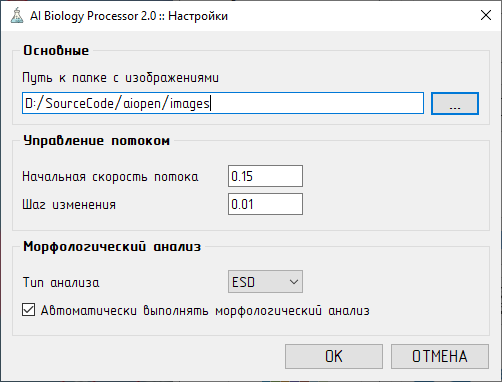 AI Biology Processor 2.0 :: Настройки
Основные
Путь к папке с изображениями
D:/SourceCode/aiopen/images
...
Управление потоком
Начальная скорость потока 0.15
Шаг изменения 0.01
Морфологический анализ
Тип анализа ESD
Автоматически выполнять морфологический анализ
OK ОТМЕНА